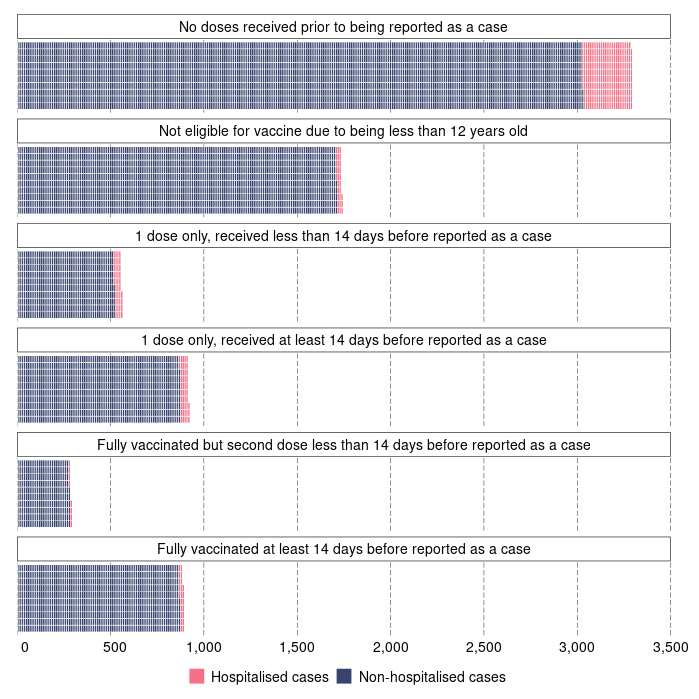 No doses received prior to being reported as a case
Not eligible for vaccine due to being less than 12 years old
1 dose only, received less than 14 days before reported as a case
1 dose only, received at least 14 days before reported as a case
Fully vaccinated but second dose less than 14 days before reported as a case
Fully vaccinated at least 14 days before reported as a case
0 500 1,000 1,500 2,000 2,500 3,000 3,500
Hospitalised cases Non-hospitalised cases